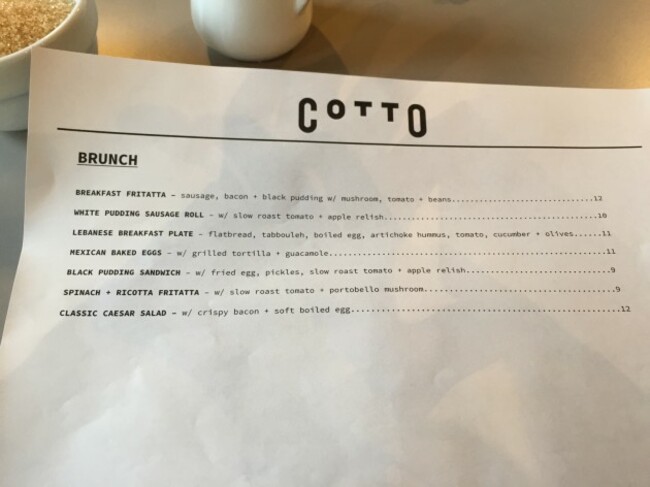 COTTO
BRUNCH
BREAKFAST FRITATTA – sausage, bacon + black pudding w/ mushroom, tomato + beans..............................12
WHITE PUDDING SAUSAGE ROLL – w/ slow roast tomato + apple relish.............................................10
LEBANESE BREAKFAST PLATE – flatbread, tabbouleh, boiled egg, artichoke hummus, tomato, cucumber + olives.....11
MEXICAN BAKED EGGS – w/ grilled tortilla + guacamole.........................................................11
BLACK PUDDING SANDWICH – w/ fried egg, pickles, slow roast tomato + apple relish..............................9
SPINACH + RICOTTA FRITATTA – w/ slow roast tomato + portobello mushroom.......................................9
CLASSIC CAESAR SALAD – w/ crispy bacon + soft boiled egg.....................................................12